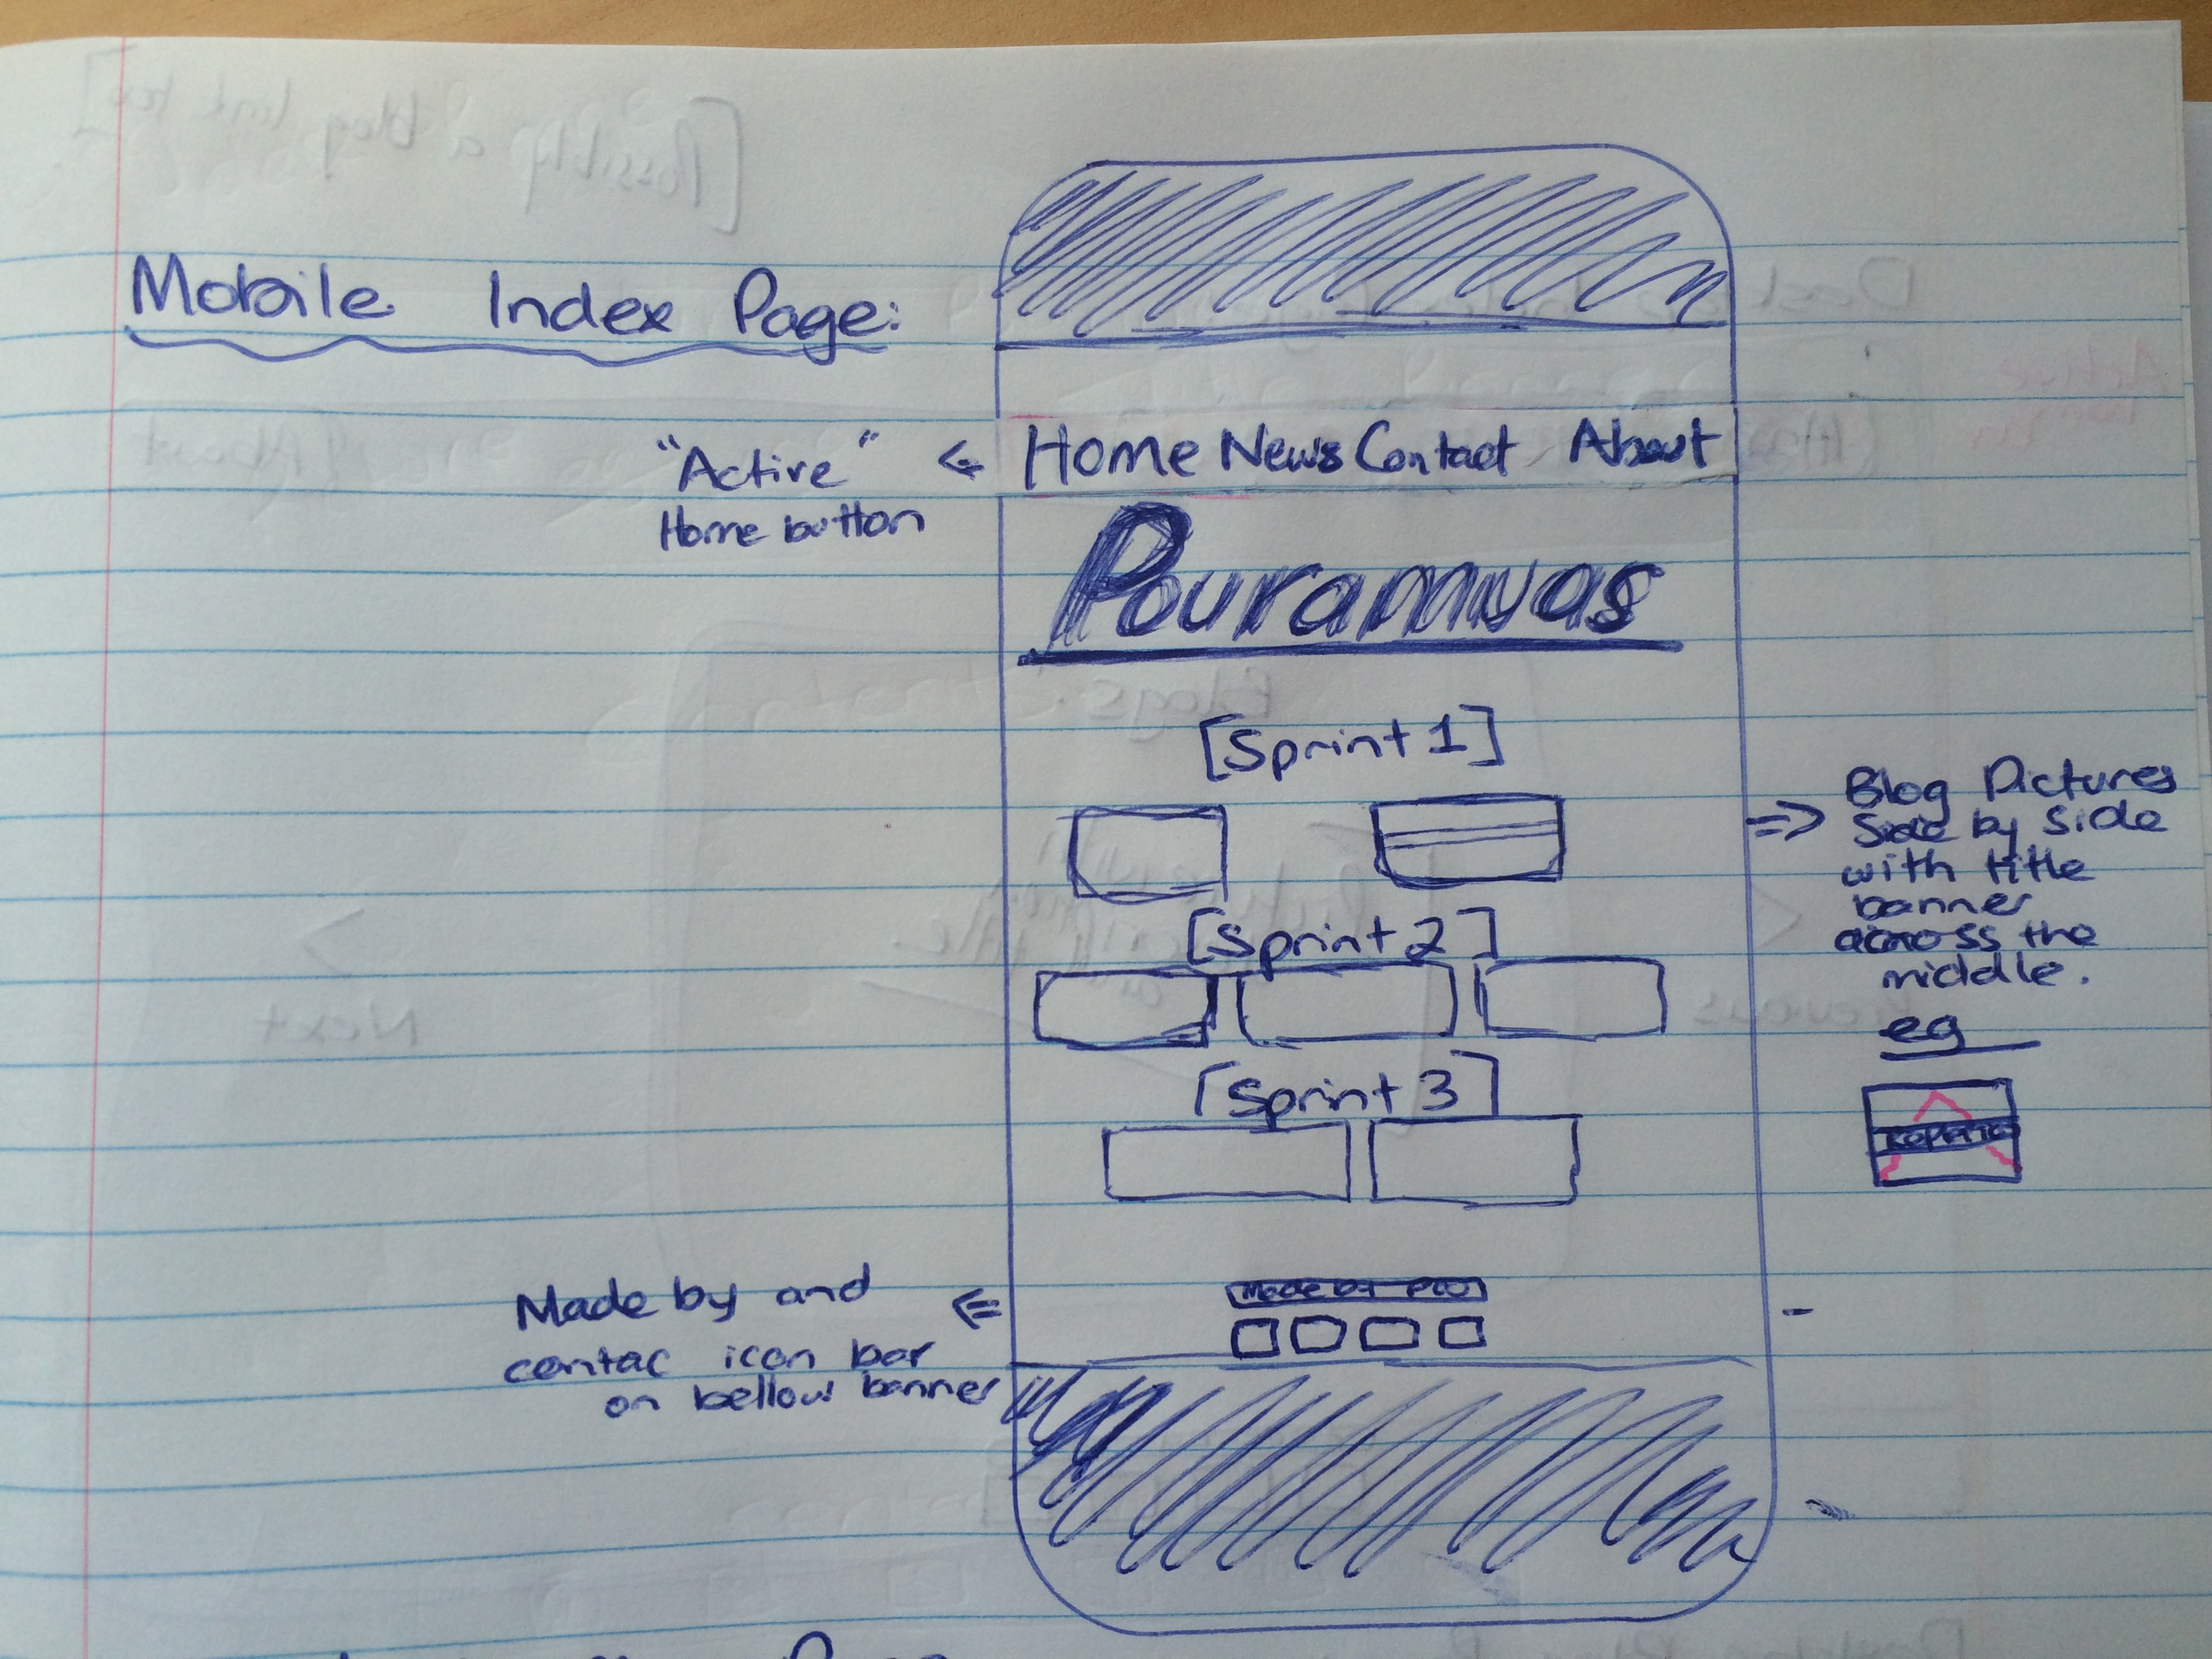 Mobile Index Page:
"Active"
Home button
<- Home News Contact About
Pouramuas
[Sprint 1]
[Sprint 2]
[Sprint 3]
=> Blog Pictures
side by side
with title
banner
across the
middle.
eg
Made by and
contac icon bar
on bellow banner
<=
Made by